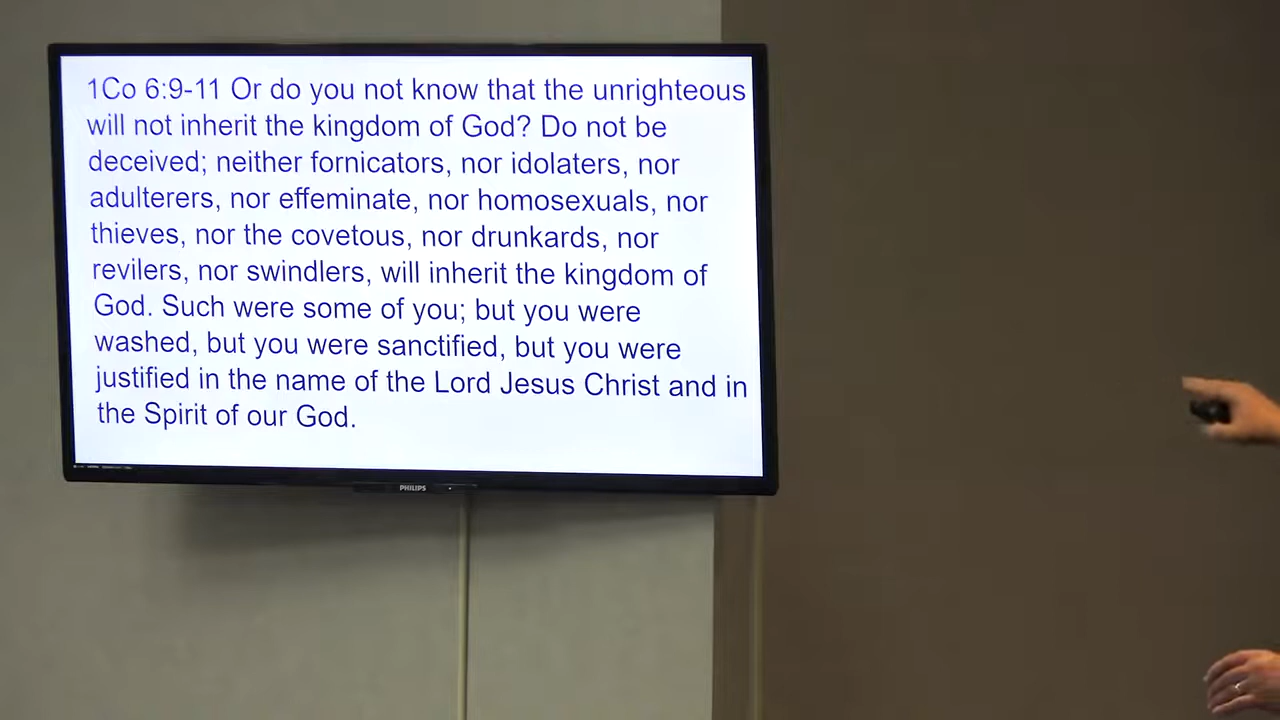 1Co 6:9-11 Or do you not know that the unrighteous
will not inherit the kingdom of God? Do not be
deceived; neither fornicators, nor idolaters, nor
adulterers, nor effeminate, nor homosexuals, nor
thieves, nor the covetous, nor drunkards, nor
revilers, nor swindlers, will inherit the kingdom of
God. Such were some of you; but you were
washed, but you were sanctified, but you were
justified in the name of the Lord Jesus Christ and in
the Spirit of our God.
PHILIPS